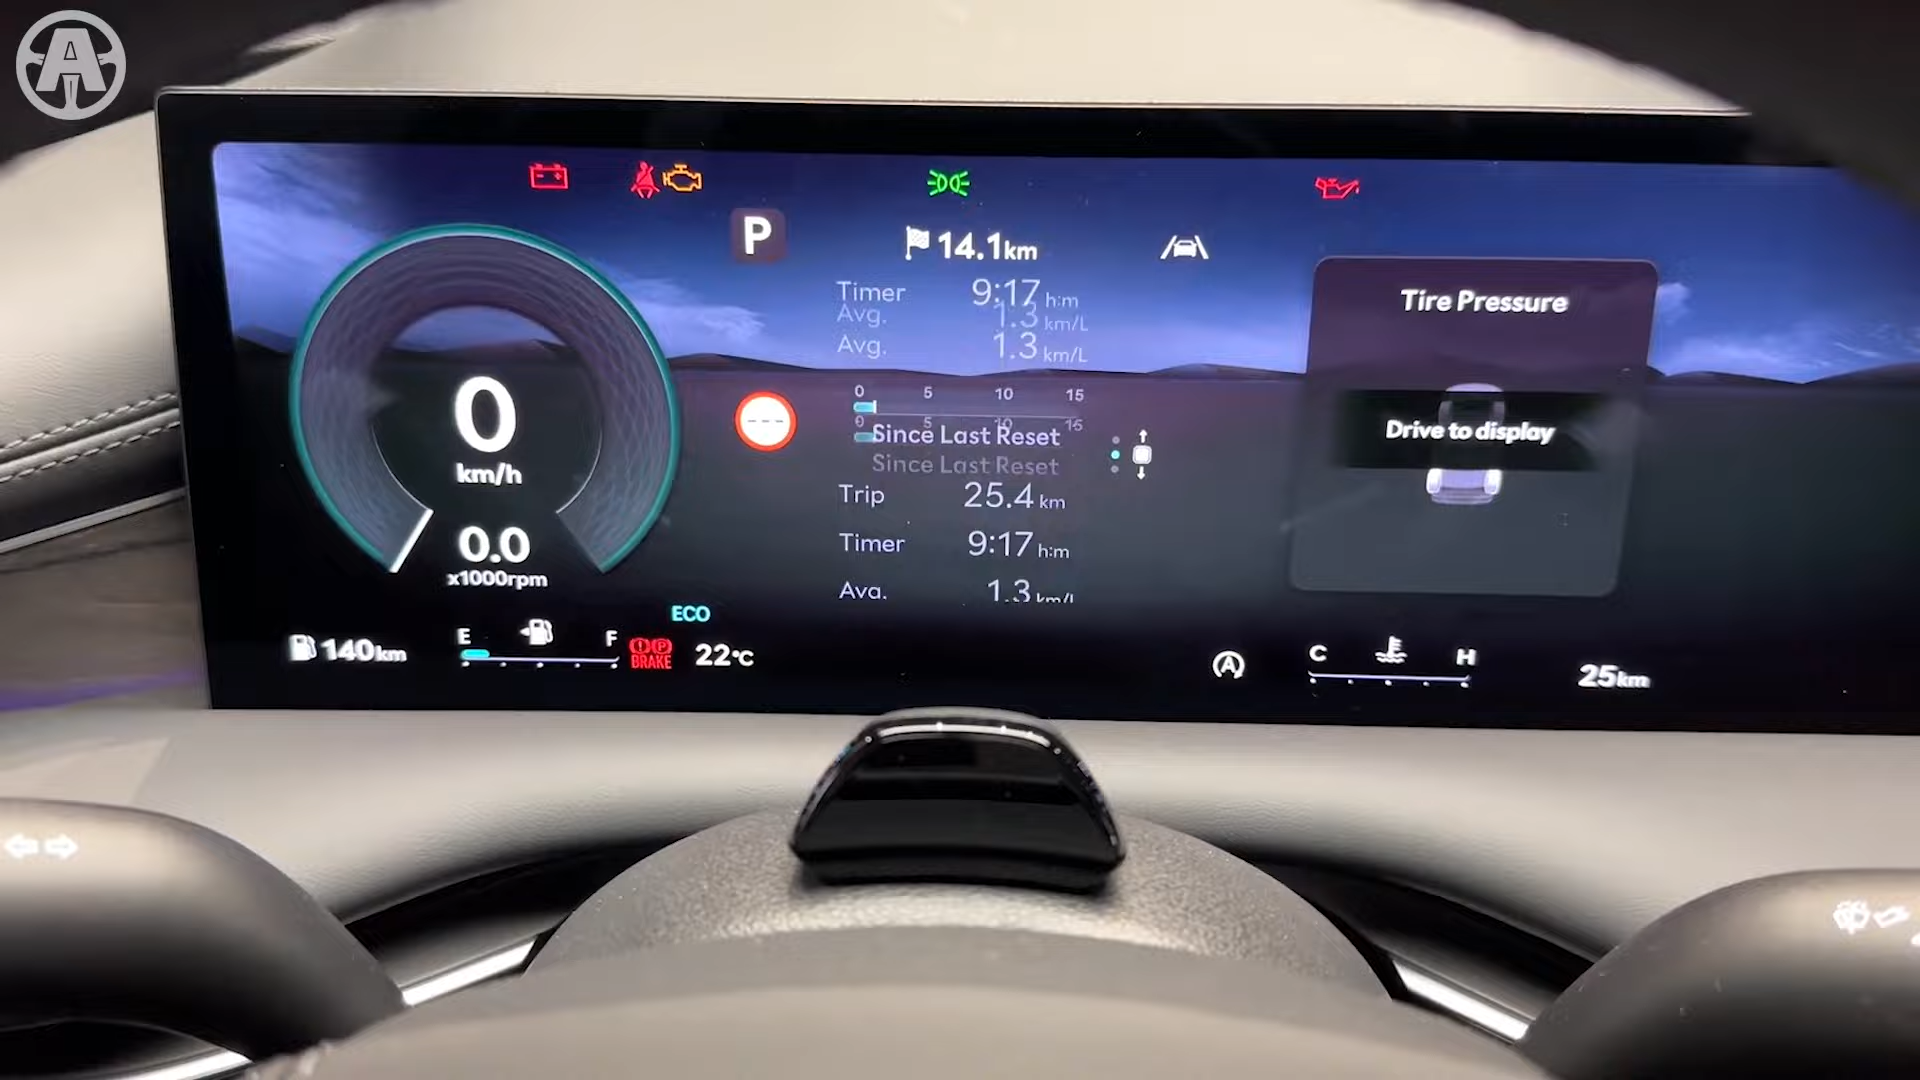 A
P
14.1km
Timer 9:17 h:m
Avg. 1.3 km/L
Avg. 1.3 km/L
0 5 10 15
0 5 10 15
Since Last Reset
Since Last Reset
Trip 25.4 km
Timer 9:17 h:m
Avg. 1.3 km/L
---
0
km/h
0.0
x1000rpm
Tire Pressure
Drive to display
ECO
140km
E F
BRAKE
22°C
A
C H
25km